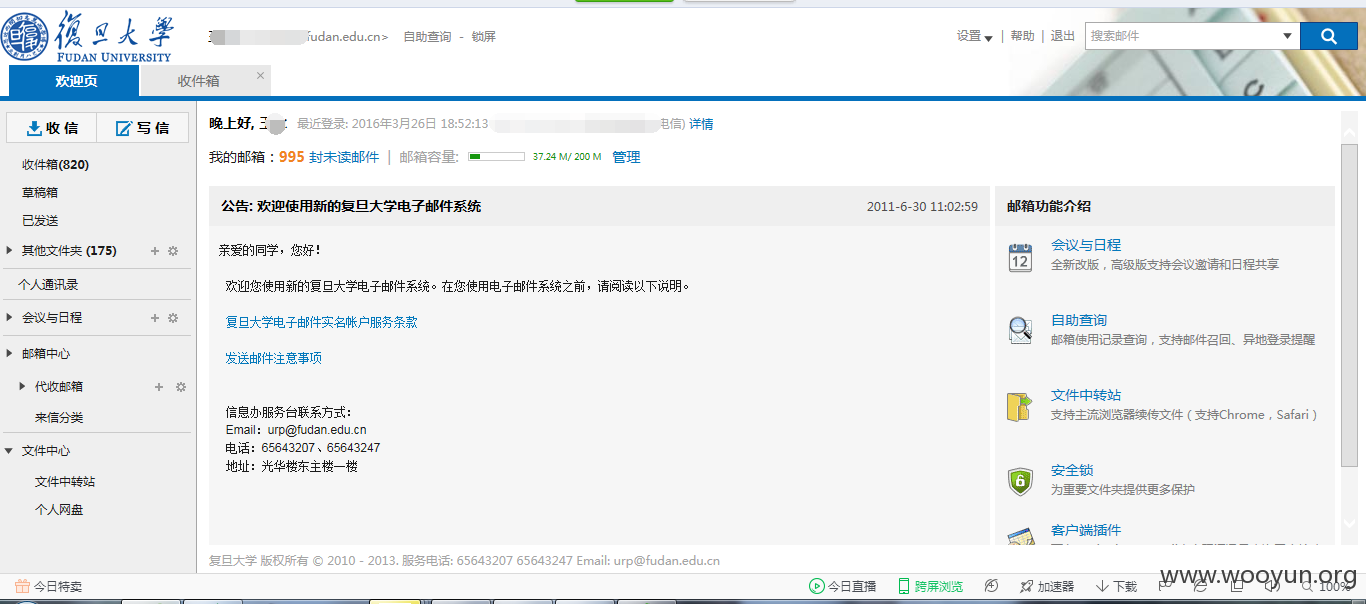 復旦大學
FUDAN UNIVERSITY
fudan.edu.cn> 自助查询 - 锁屏
设置 | 帮助 | 退出 搜索邮件
欢迎页 收件箱
收信 写信
收件箱(820)
草稿箱
已发送
其他文件夹 (175)
个人通讯录
会议与日程
邮箱中心
代收邮箱
来信分类
文件中心
文件中转站
个人网盘
晚上好, 王 最近登录: 2016年3月26日 18:52:13 电信) 详情
我的邮箱：995 封未读邮件 | 邮箱容量: 37.24 M/ 200 M 管理
公告: 欢迎使用新的复旦大学电子邮件系统 2011-6-30 11:02:59
亲爱的同学，您好！
欢迎您使用新的复旦大学电子邮件系统。在您使用电子邮件系统之前，请阅读以下说明。
复旦大学电子邮件实名帐户服务条款
发送邮件注意事项
信息办服务台联系方式：
Email：urp@fudan.edu.cn
电话：65643207、65643247
地址：光华楼东主楼一楼
邮箱功能介绍
12
会议与日程
全新改版，高级版支持会议邀请和日程共享
自助查询
邮箱使用记录查询，支持邮件召回、异地登录提醒
文件中转站
支持主流浏览器续传文件（支持Chrome，Safari）
安全锁
为重要文件夹提供更多保护
客户端插件
复旦大学 版权所有 © 2010 - 2013. 服务电话: 65643207 65643247 Email: urp@fudan.edu.cn
今日特卖 今日直播 跨屏浏览 加速器 下载 100%
www.wooyun.org